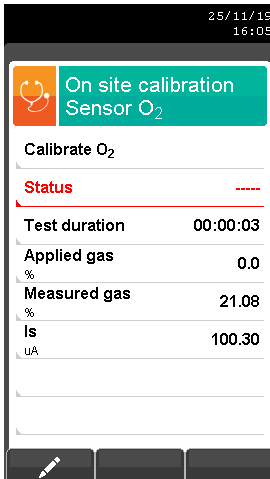 25/11/19
16:05
On site calibration
Sensor O₂
Calibrate O₂
Status -----
Test duration 00:00:03
Applied gas 0.0
%
Measured gas 21.08
%
Is 100.30
uA